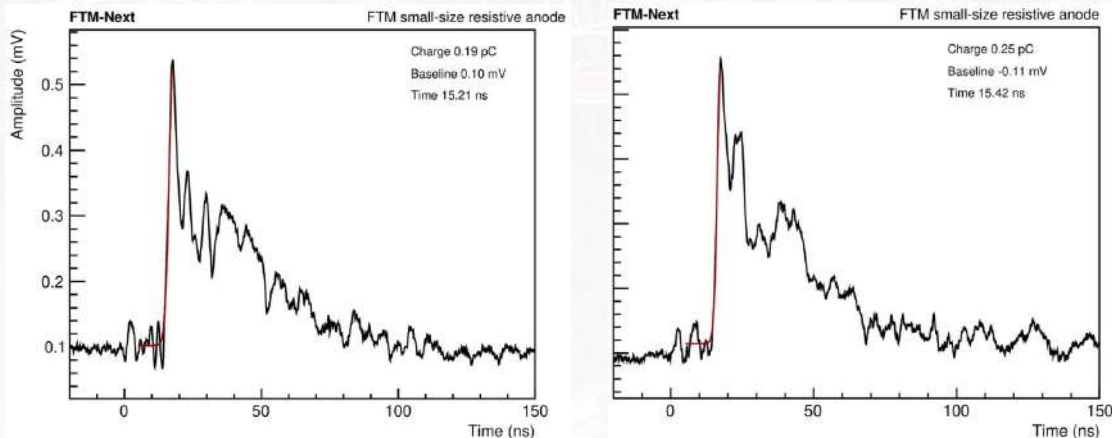 FTM-Next FTM small-size resistive anode
Charge 0.19 pC
Baseline 0.10 mV
Time 15.21 ns
Amplitude (mV)
0.5
0.4
0.3
0.2
0.1
0 50 100 150
Time (ns)
FTM-Next FTM small-size resistive anode
Charge 0.25 pC
Baseline -0.11 mV
Time 15.42 ns
0 50 100 150
Time (ns)